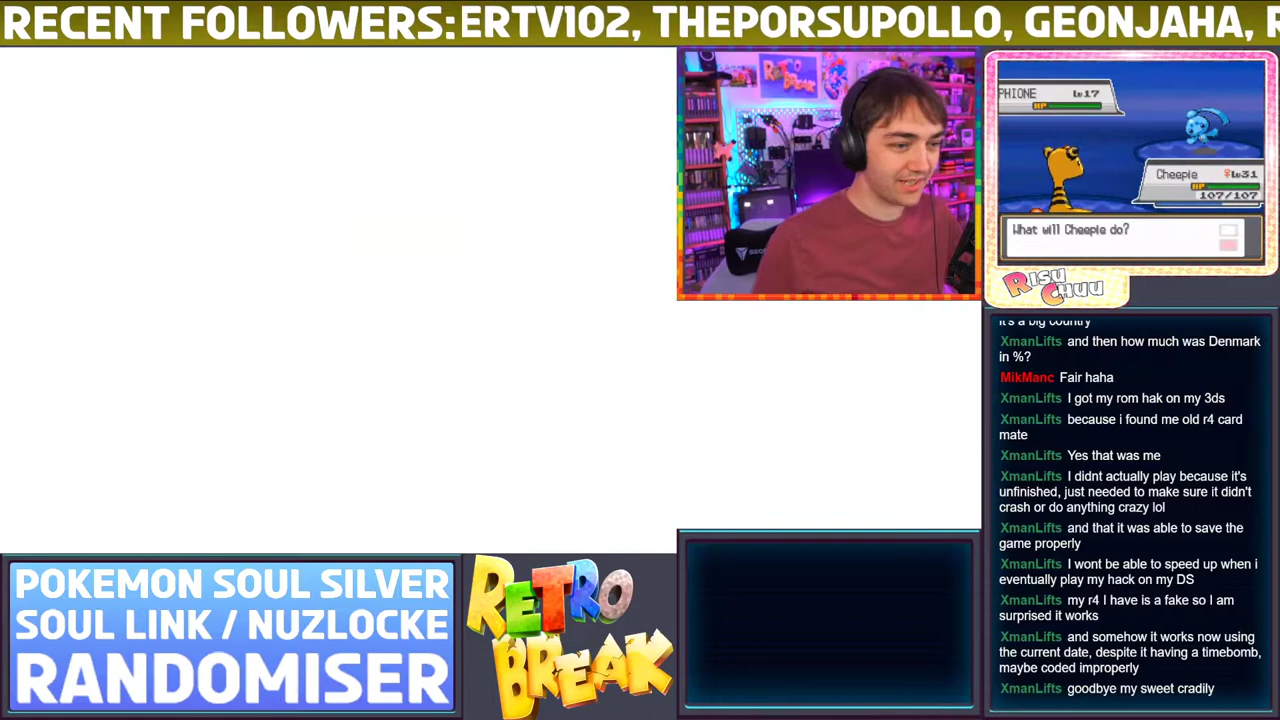 RECENT FOLLOWERS: ERTV102, THEPORSUPOLLO, GEONJAHA,
PHIONE Lv17
HP
Cheepie ♀Lv31
HP
107/107
What will Cheepie do?
RISU
CHUU
it's a big country
XmanLifts and then how much was Denmark
in %?
MikManc Fair haha
XmanLifts I got my rom hak on my 3ds
XmanLifts because i found me old r4 card
mate
XmanLifts Yes that was me
XmanLifts I didnt actually play because it's
unfinished, just needed to make sure it didn't
crash or do anything crazy lol
XmanLifts and that it was able to save the
game properly
XmanLifts I wont be able to speed up when i
eventually play my hack on my DS
XmanLifts my r4 I have is a fake so I am
surprised it works
XmanLifts and somehow it works now using
the current date, despite it having a timebomb,
maybe coded improperly
XmanLifts goodbye my sweet cradily
POKEMON SOUL SILVER
SOUL LINK / NUZLOCKE
RANDOMISER
RETRO
BREAK